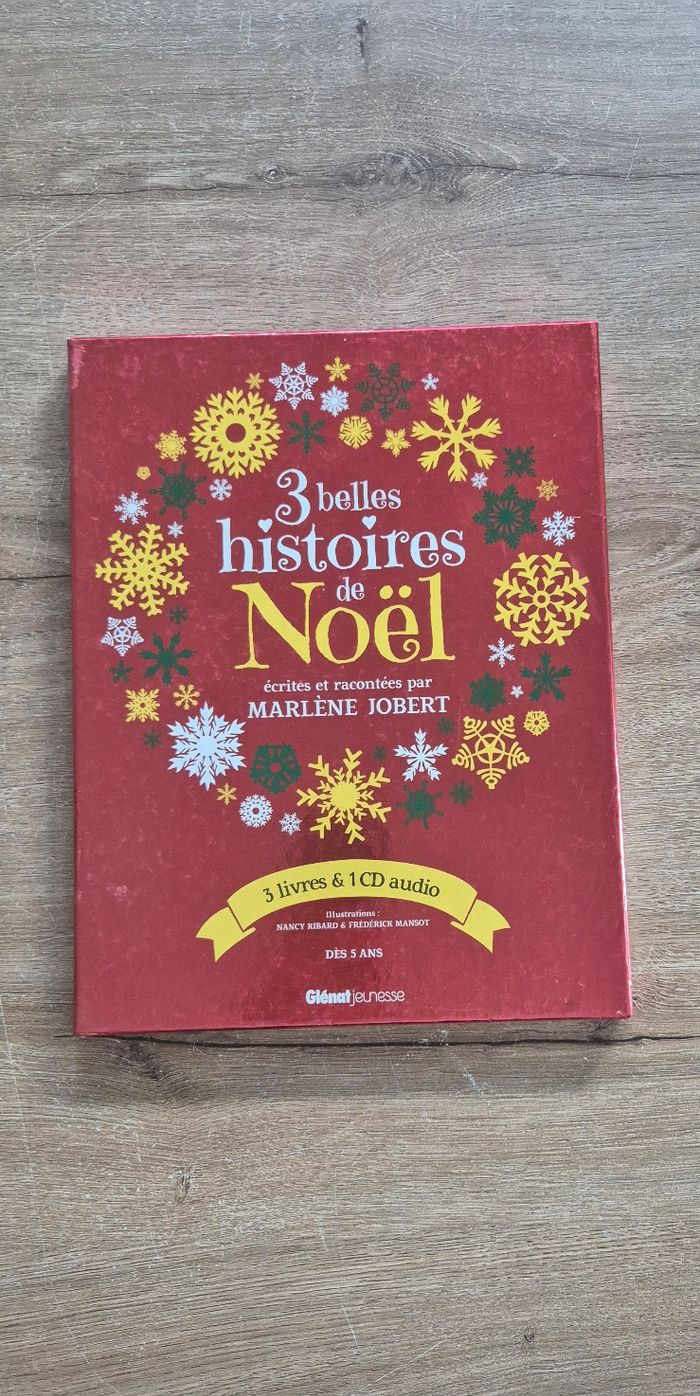 3 belles
histoires
de
Noël
écrites et racontées par
MARLÈNE JOBERT
3 livres & 1 CD audio
Illustrations :
NANCY RIBARD & FRÉDÉRICK MANSOT
DÈS 5 ANS
Glénat jeunesse